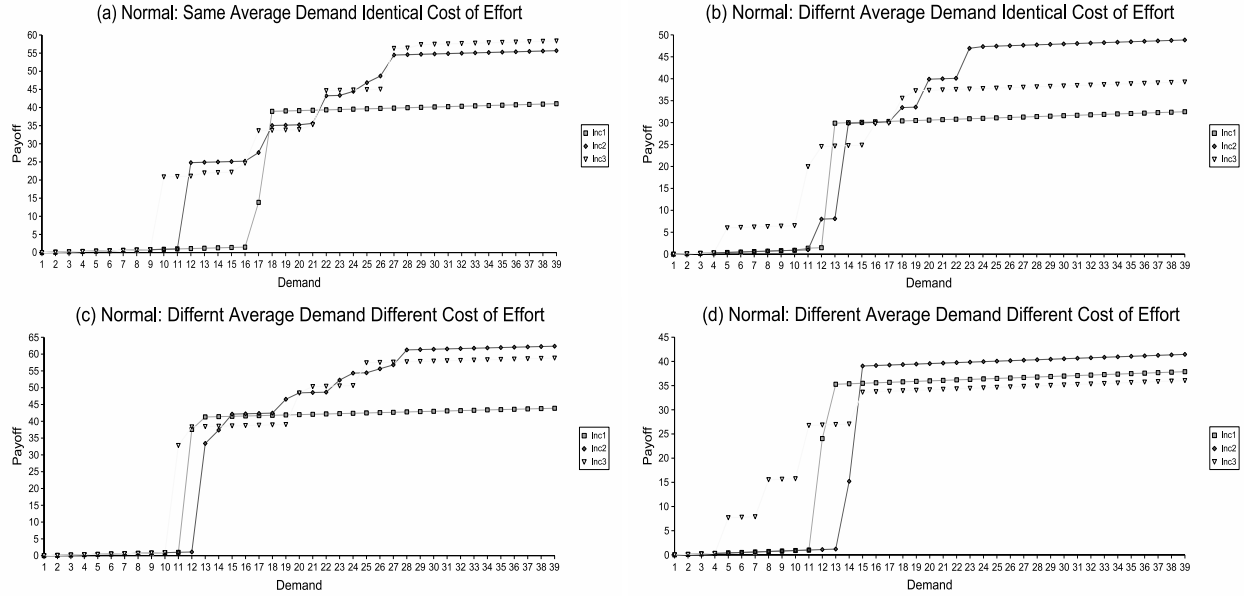 (a) Normal: Same Average Demand Identical Cost of Effort
60
55
50
45
40
35
30
25
20
15
10
5
0
Payoff
1 2 3 4 5 6 7 8 9 10 11 12 13 14 15 16 17 18 19 20 21 22 23 24 25 26 27 28 29 30 31 32 33 34 35 36 37 38 39
Demand
Inc1
Inc2
Inc3
(b) Normal: Differnt Average Demand Identical Cost of Effort
50
45
40
35
30
25
20
15
10
5
0
Payoff
1 2 3 4 5 6 7 8 9 10 11 12 13 14 15 16 17 18 19 20 21 22 23 24 25 26 27 28 29 30 31 32 33 34 35 36 37 38 39
Demand
Inc1
Inc2
Inc3
(c) Normal: Differnt Average Demand Different Cost of Effort
65
60
55
50
45
40
35
30
25
20
15
10
5
0
Payoff
1 2 3 4 5 6 7 8 9 10 11 12 13 14 15 16 17 18 19 20 21 22 23 24 25 26 27 28 29 30 31 32 33 34 35 36 37 38 39
Demand
Inc1
Inc2
Inc3
(d) Normal: Different Average Demand Different Cost of Effort
45
40
35
30
25
20
15
10
5
0
Payoff
1 2 3 4 5 6 7 8 9 10 11 12 13 14 15 16 17 18 19 20 21 22 23 24 25 26 27 28 29 30 31 32 33 34 35 36 37 38 39
Demand
Inc1
Inc2
Inc3